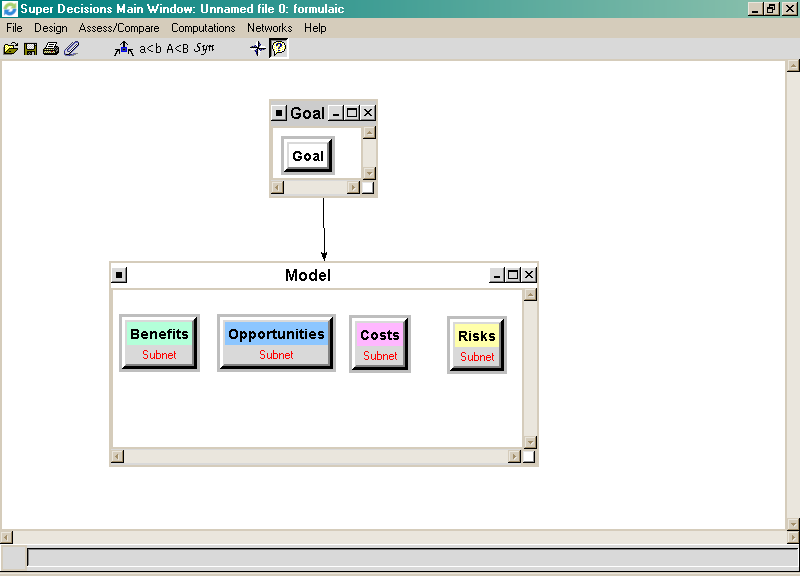 Super Decisions Main Window: Unnamed file 0: formulaic
File Design Assess/Compare Computations Networks Help
a<b A<B Syn ?
Goal
Goal
Model
Benefits Opportunities Costs Risks
Subnet Subnet Subnet Subnet